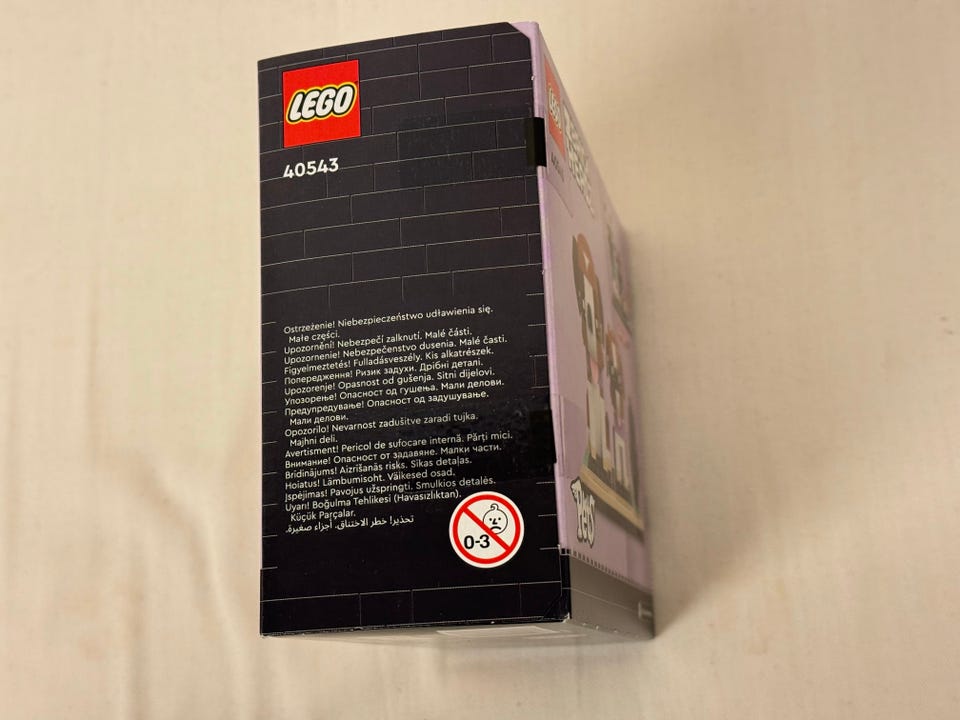 LEGO
40543
Ostrzeżenie! Niebezpieczeństwo udławienia się.
Małe części.
Upozornění! Nebezpečí zalknutí. Malé části.
Upozornenie! Nebezpečenstvo dusenia. Malé časti.
Figyelmeztetés! Fulladásveszély. Kis alkatrészek.
Попередження! Ризик задухи. Дрібні деталі.
Upozorenje! Opasnost od gušenja. Sitni dijelovi.
Упозорење! Опасност од гушења. Мали делови.
Предупредување! Опасност од задушување.
Мали делови.
Opozorilo! Nevarnost zadušitve zaradi tujka.
Majhni deli.
Avertisment! Pericol de sufocare internă. Părți mici.
Внимание! Опасност от задавяне. Малки части.
Brīdinājums! Aizrīšanās risks. Sīkas detaļas.
Hoiatus! Lämbumisoht. Väikesed osad.
Įspėjimas! Pavojus užspringti. Smulkios detalės.
Uyarı! Boğulma Tehlikesi (Havasızlıktan).
Küçük Parçalar.
تحذير! خطر الاختناق. أجزاء صغيرة.
0-3
LEGO
Pets